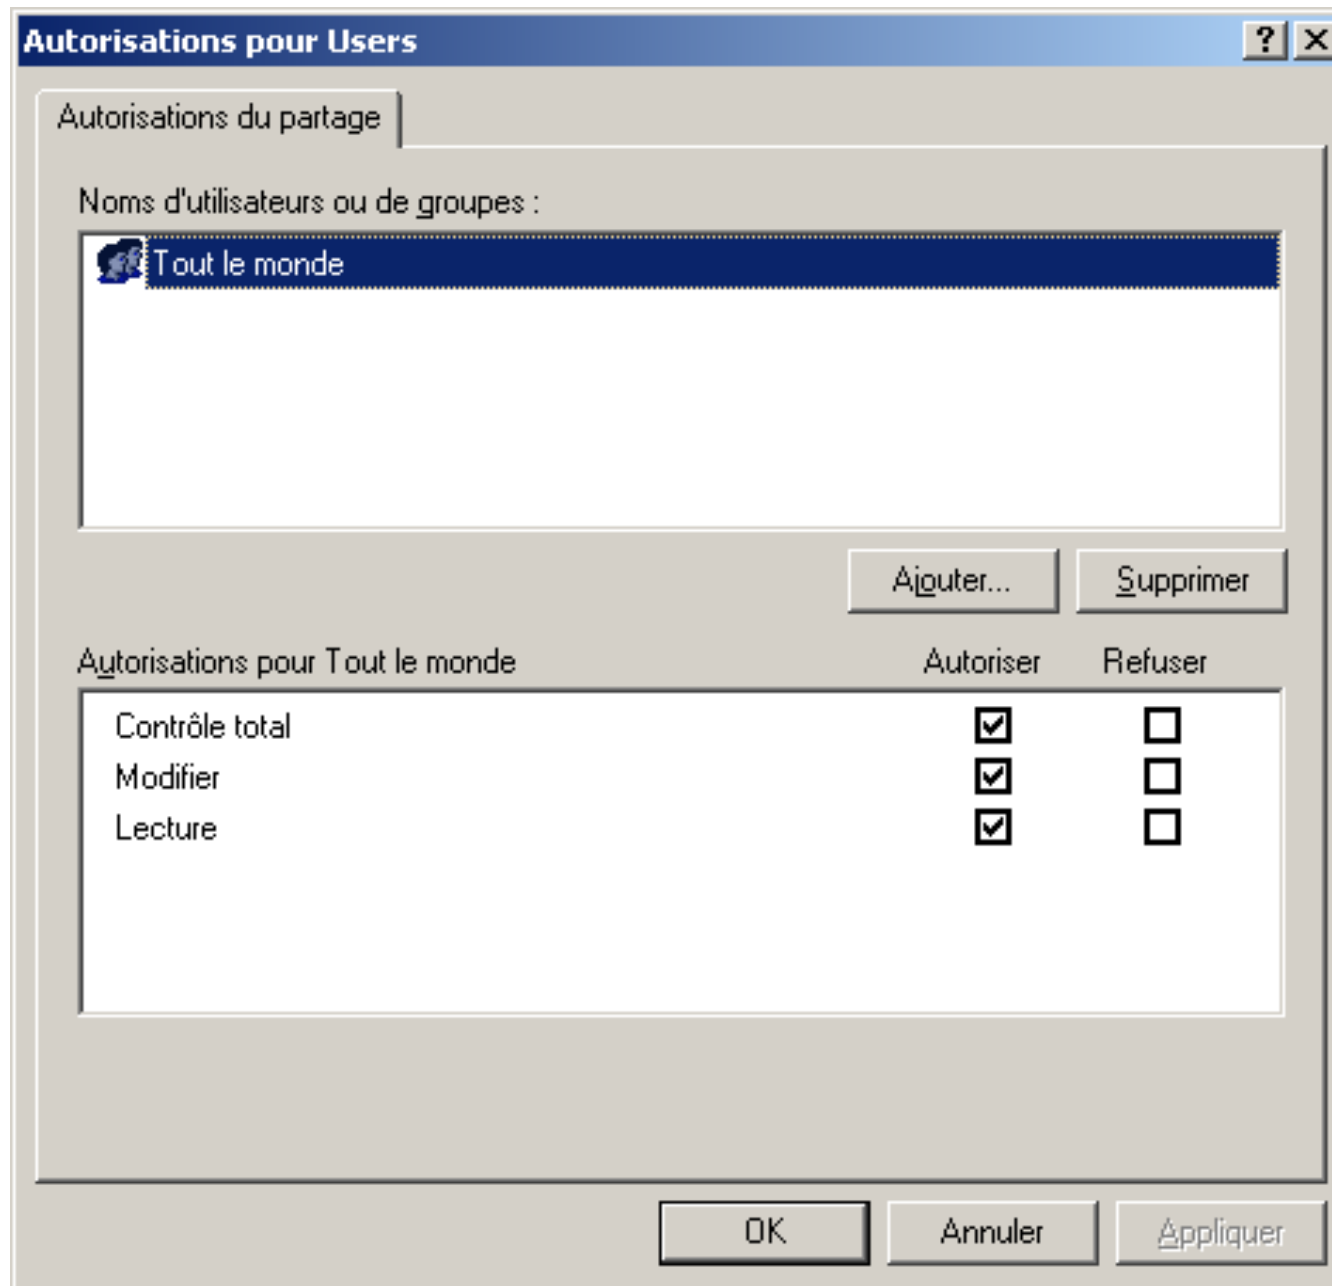 Autorisations pour Users
Autorisations du partage
Noms d'utilisateurs ou de groupes :
Tout le monde
Ajouter... Supprimer
Autorisations pour Tout le monde Autoriser Refuser
Contrôle total
Modifier
Lecture
OK Annuler Appliquer